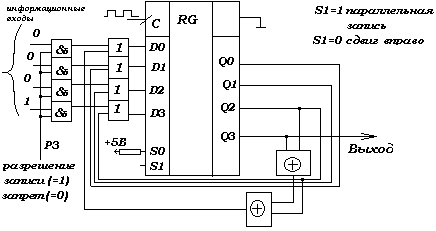 информационные
входы
0
0
0
1
&
&
&
&
1
1
1
1
C
RG
D0
D1
D2
D3
+5В
S0
S1
Q0
Q1
Q2
Q3
S1=1 параллельная
запись
S1=0 сдвиг вправо
Выход
РЗ
разрешение
записи (=1)
запрет(=0)